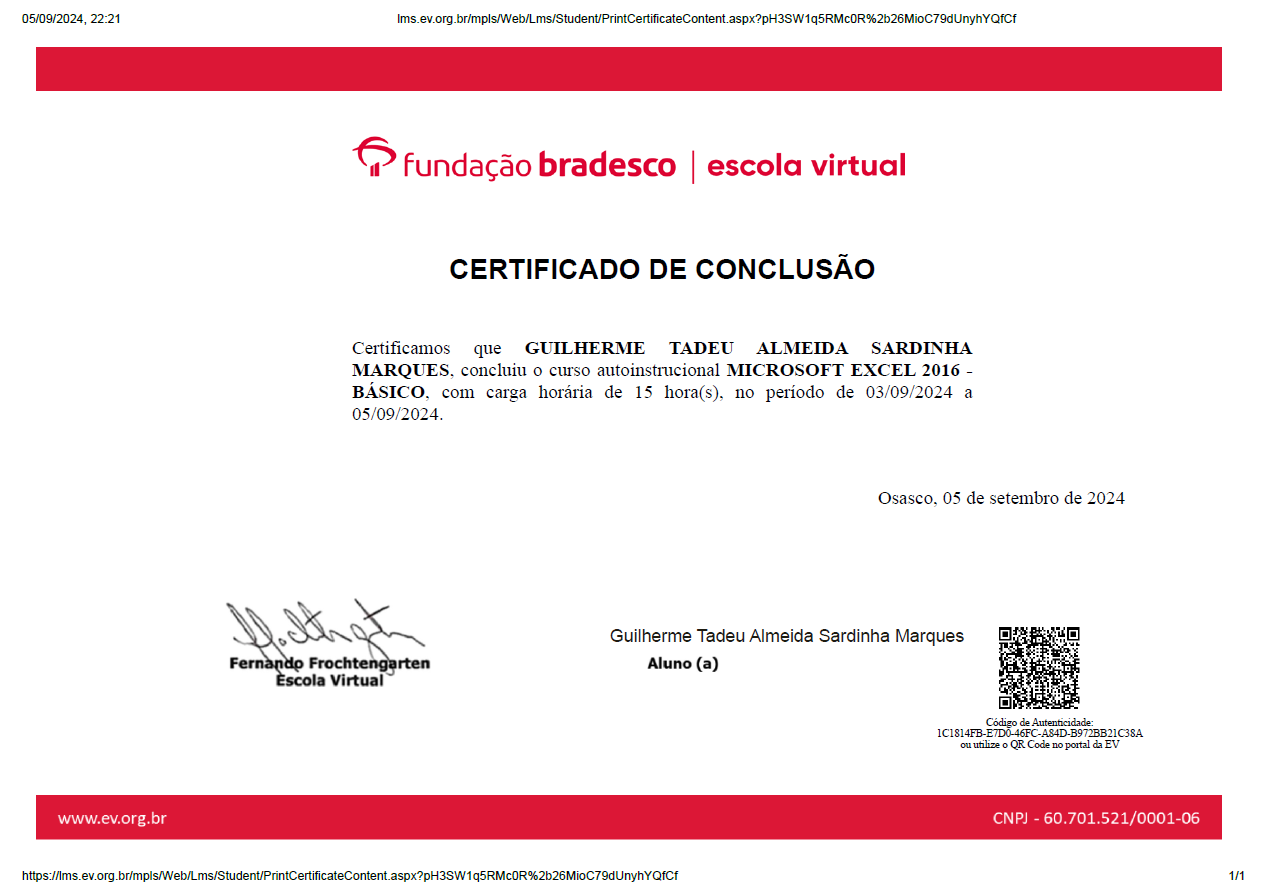 05/09/2024, 22:21 lms.ev.org.br/mpls/Web/Lms/Student/PrintCertificateContent.aspx?pH3SW1q5RMc0R%2b26MioC79dUnyhYQfCf
fundação bradesco | escola virtual
CERTIFICADO DE CONCLUSÃO
Certificamos que GUILHERME TADEU ALMEIDA SARDINHA
MARQUES, concluiu o curso autoinstrucional MICROSOFT EXCEL 2016 -
BÁSICO, com carga horária de 15 hora(s), no período de 03/09/2024 a
05/09/2024.
Osasco, 05 de setembro de 2024
Fernando Frochtengarten
Escola Virtual
Guilherme Tadeu Almeida Sardinha Marques
Aluno (a)
Código de Autenticidade:
1C1814FB-E7D0-46FC-A84D-B972BB21C38A
ou utilize o QR Code no portal da EV
www.ev.org.br CNPJ - 60.701.521/0001-06
https://lms.ev.org.br/mpls/Web/Lms/Student/PrintCertificateContent.aspx?pH3SW1q5RMc0R%2b26MioC79dUnyhYQfCf 1/1